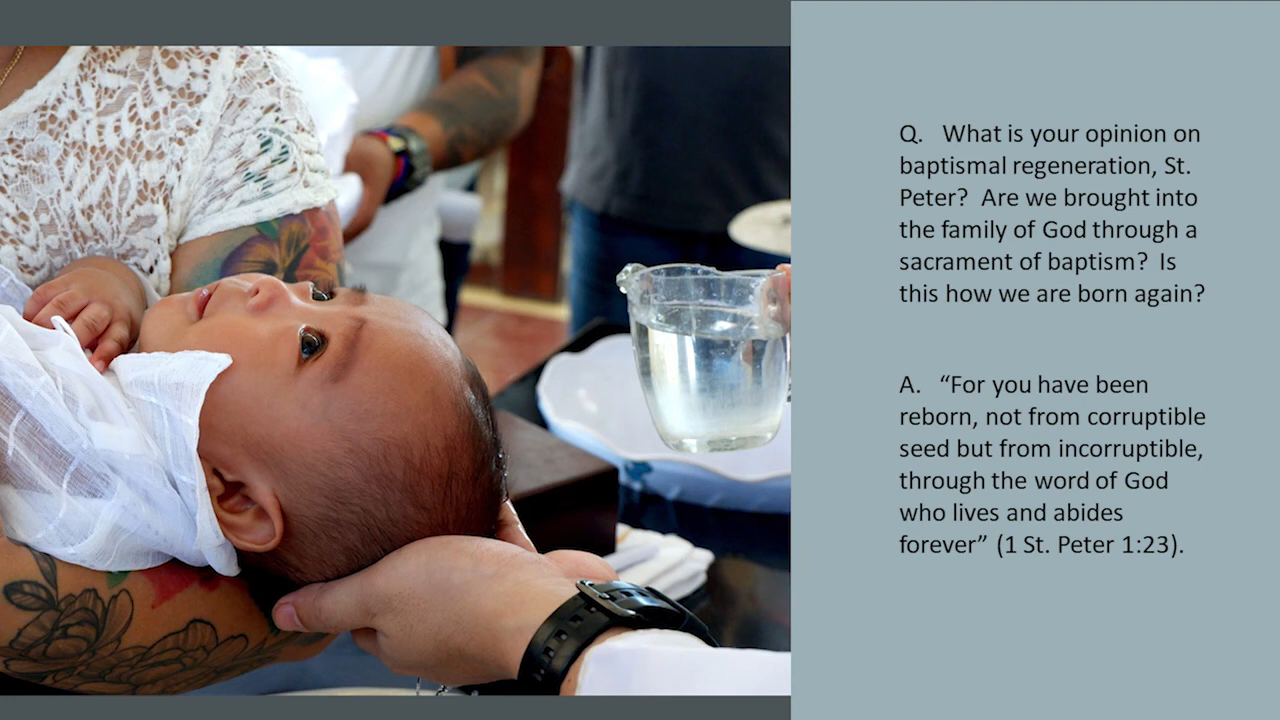 Q. What is your opinion on
baptismal regeneration, St.
Peter? Are we brought into
the family of God through a
sacrament of baptism? Is
this how we are born again?
A. “For you have been
reborn, not from corruptible
seed but from incorruptible,
through the word of God
who lives and abides
forever” (1 St. Peter 1:23).